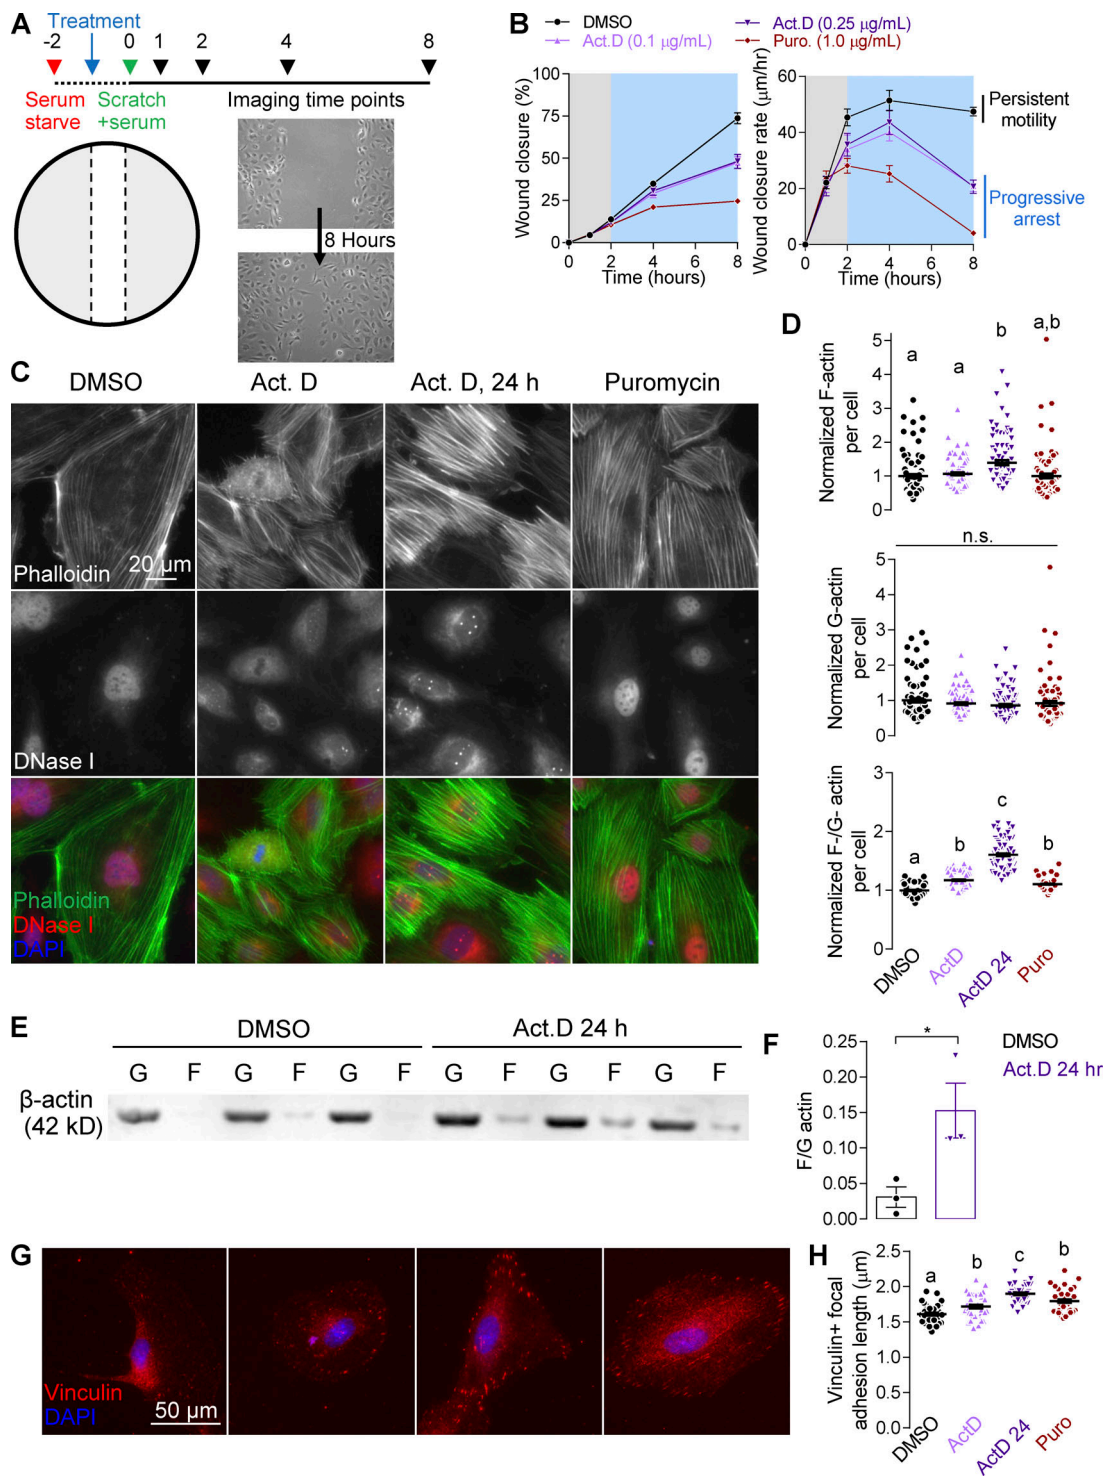 A
Treatment
-2 0 1 2 4 8
Serum starve
Scratch +serum
Imaging time points
8 Hours
B
DMSO
Act.D (0.1 µg/mL)
Act.D (0.25 µg/mL)
Puro. (1.0 µg/mL)
Wound closure (%)
100
75
50
25
0
0 2 4 6 8
Time (hours)
Wound closure rate (µm/hr)
60
40
20
0
0 2 4 6 8
Time (hours)
Persistent motility
Progressive arrest
C
DMSO Act. D Act. D, 24 h Puromycin
Phalloidin
20 µm
DNase I
Phalloidin
DNase I
DAPI
D
Normalized F-actin per cell
5
4
3
2
1
0
a a b a,b
n.s.
Normalized G-actin per cell
5
4
3
2
1
0
Normalized F-/G- actin per cell
3
2
1
0
a b c b
DMSO ActD ActD 24 Puro
E
DMSO Act.D 24 h
G F G F G F G F G F G F
β-actin
(42 kD)
F
DMSO
Act.D 24 hr
*
F/G actin
0.25
0.20
0.15
0.10
0.05
0.00
G
Vinculin
DAPI
50 µm
H
Vinculin+ focal adhesion length (µm)
2.5
2.0
1.5
1.0
0.5
0.0
a b c b
DMSO ActD ActD 24 Puro